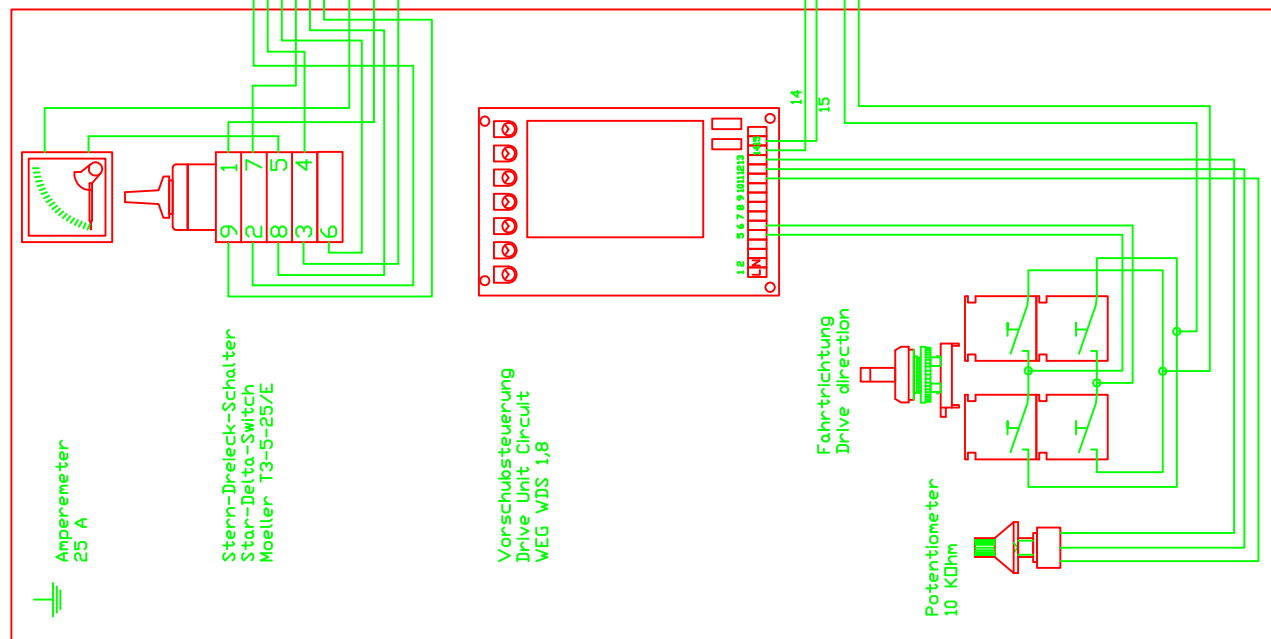 14
15
1 7 5 4
9 2 8 3 6
14 15
10 11 12 13
5 6 7 8 9
1 2
L N
Amperemeter
25 A
Stern-Dreieck-Schalter
Star-Delta-Switch
Moeller T3-5-25/E
Vorschubsteuerung
Drive Unit Circuit
WEG WDS 1,8
Fahrtrichtung
Drive direction
Potentiometer
10 KOhm